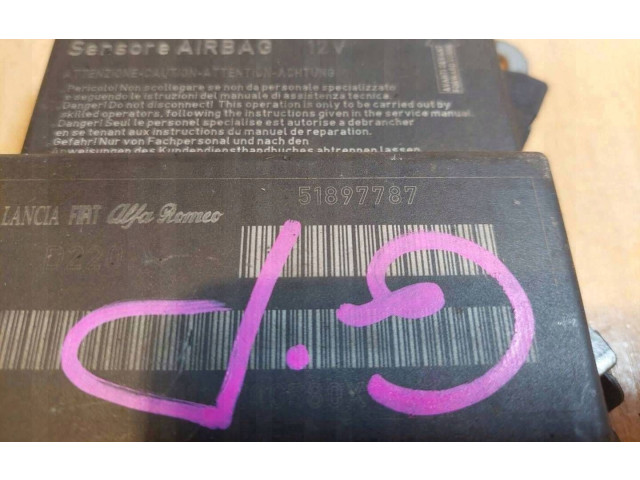 Sensore AIRBAG 12V
ATTENZIONE-CAUTION-ATTENTION-ACHTUNG
Pericolo! Non scollegare se non da personale specializzato
e seguendo le istruzioni del manuale di assistenza tecnica.
Danger! Do not disconnect! This operation is only to be carried out by
skilled operators, following the instructions given in the service manual.
Danger! Seul le personel specialise est autorise a debrancher
en se tenant aux instructions du manuel de reparation.
Gefahr! Nur von Fachpersonal und nach den
Anweisungen des Kundendiensthandbuches abtrennen lassen
51897787
LANCIA FIAT Alfa Romeo